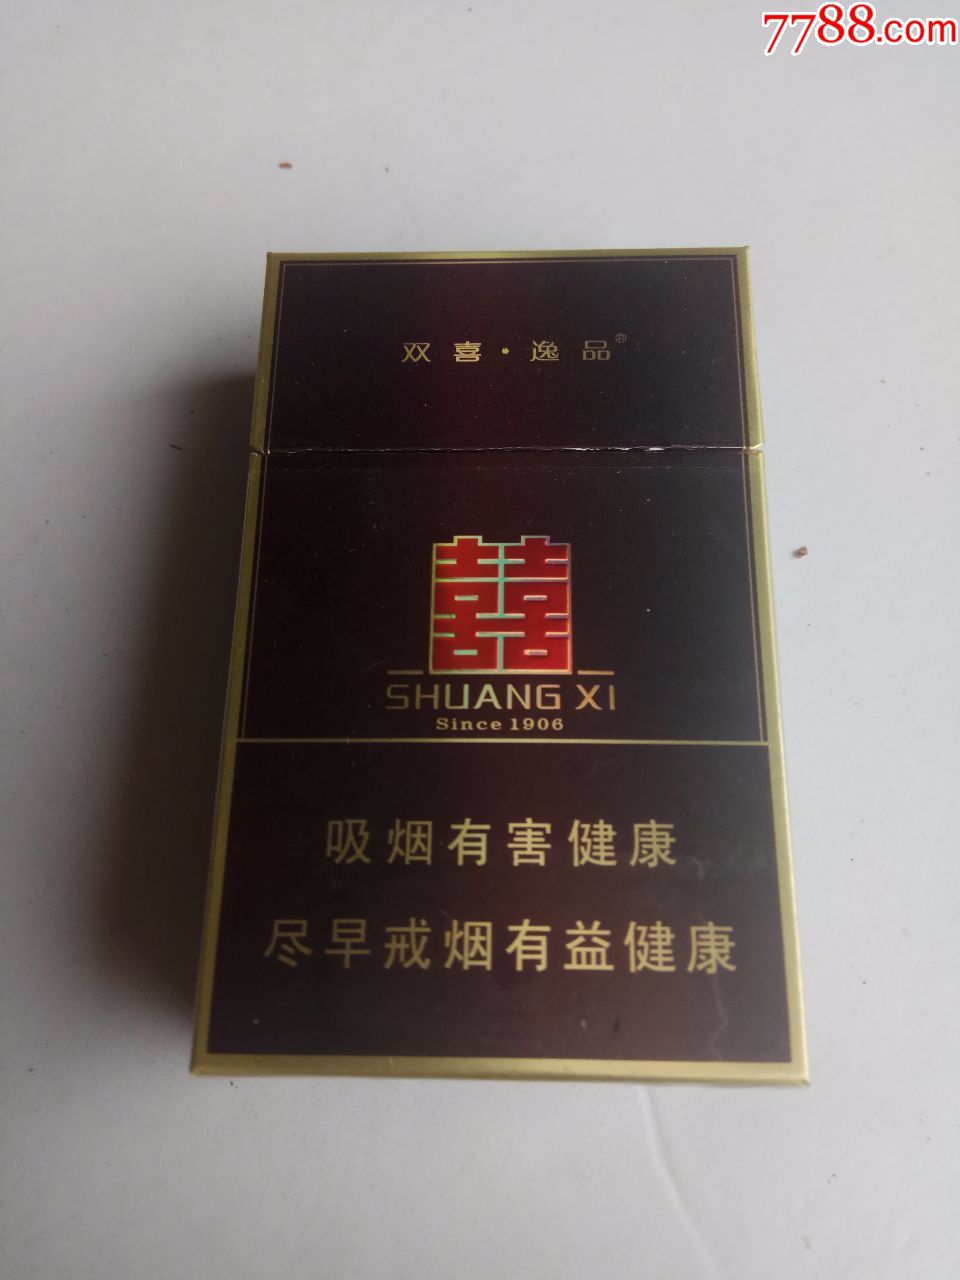 7788.com
双喜·逸品®
囍
SHUANG XI
Since 1906
吸烟有害健康
尽早戒烟有益健康